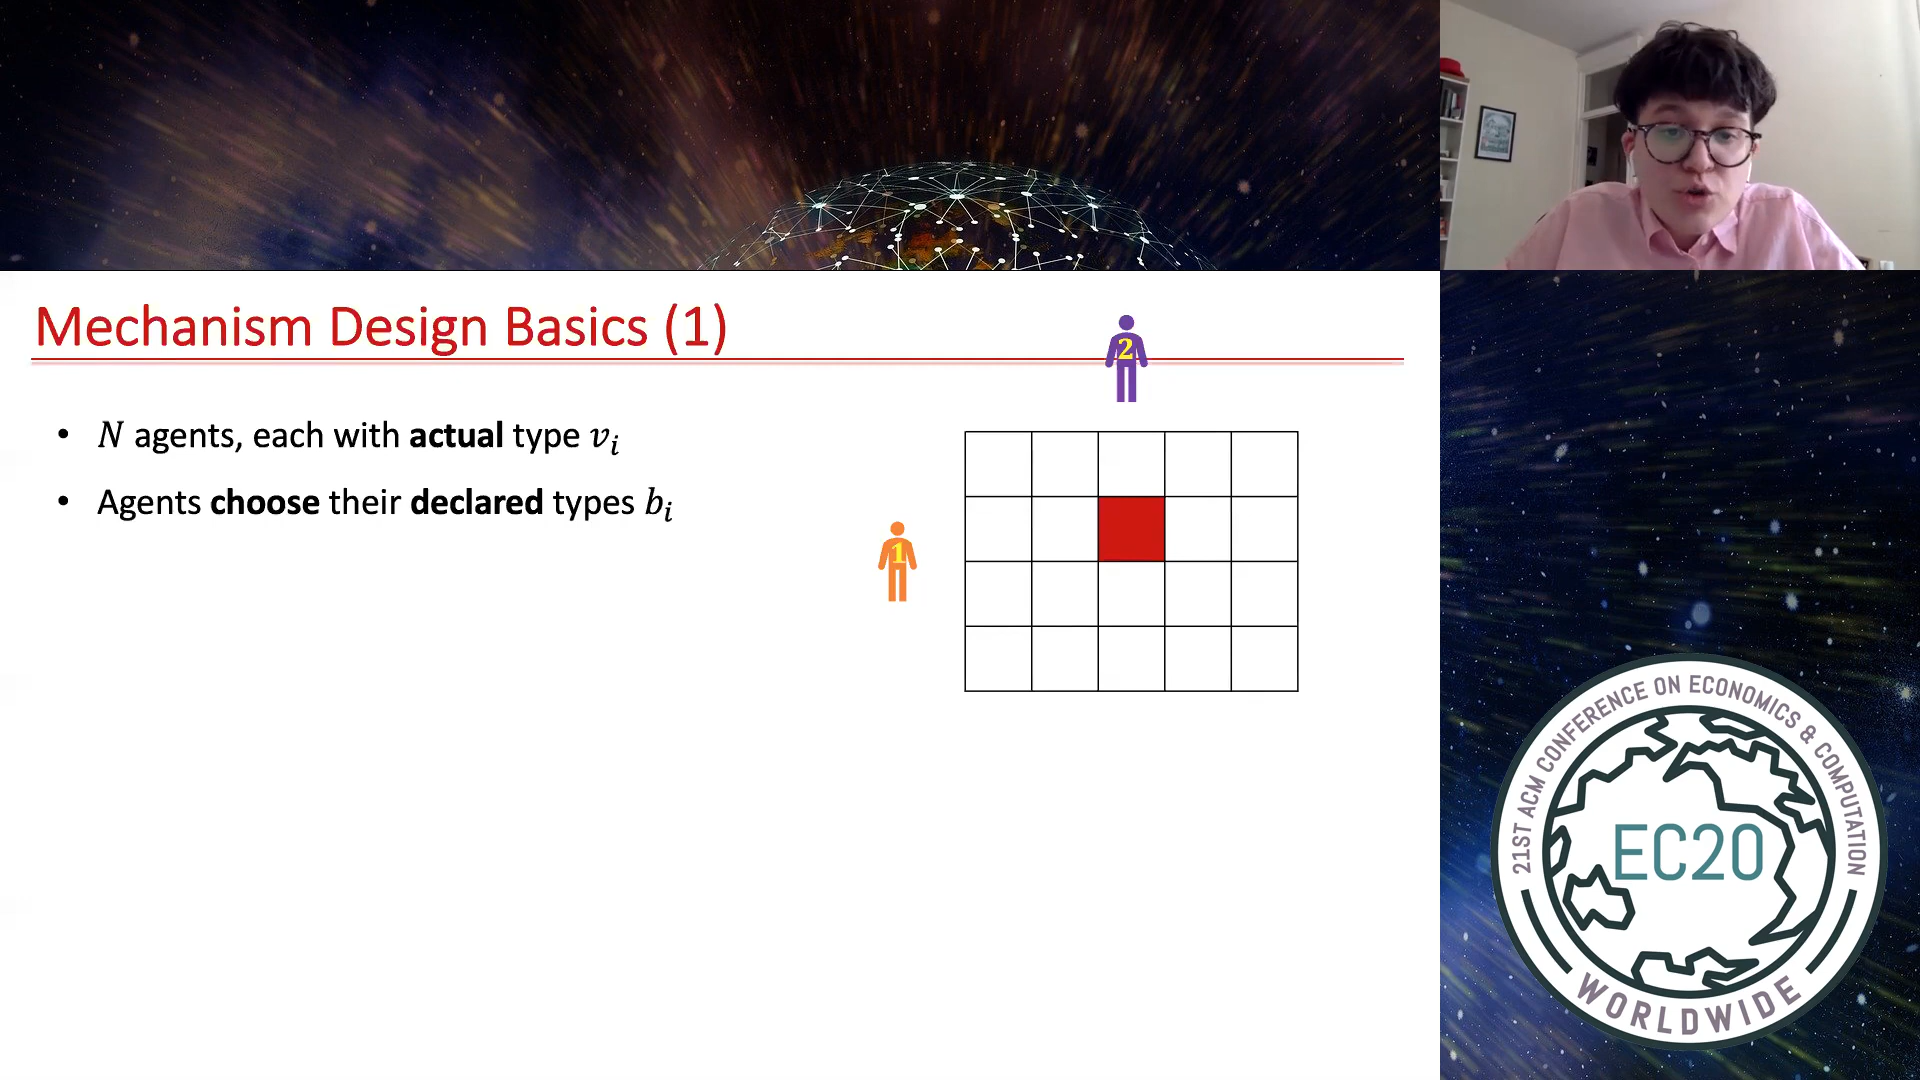 Mechanism Design Basics (1)
2
• N agents, each with actual type vᵢ
• Agents choose their declared types bᵢ
1
21ST ACM CONFERENCE ON ECONOMICS & COMPUTATION
EC20
WORLDWIDE